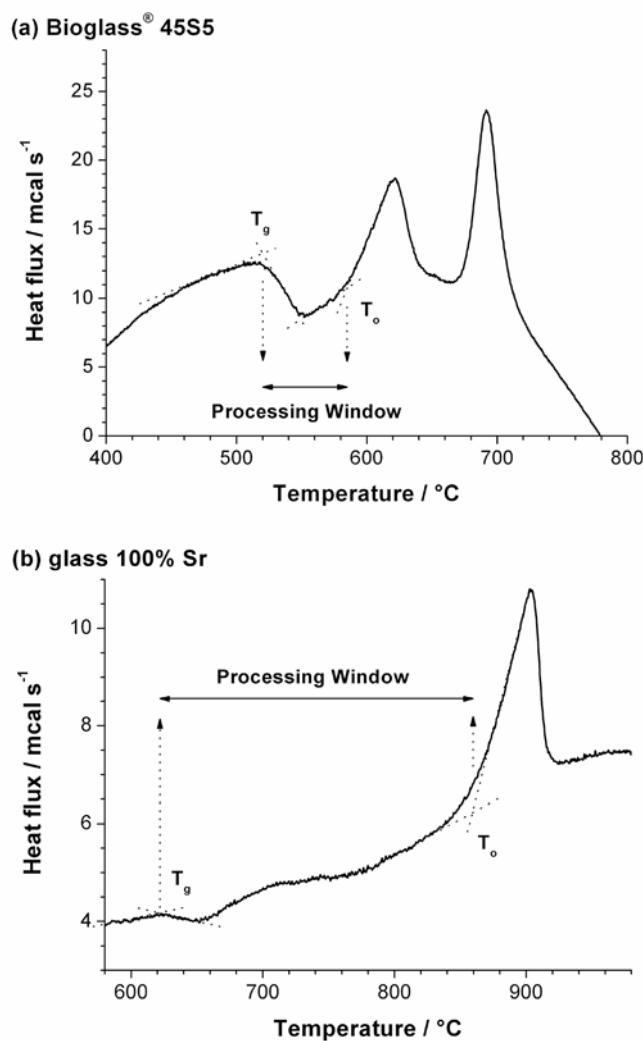 (a) Bioglass® 45S5
Heat flux / mcal s⁻¹
25
20
15
10
5
0
T_g
T_o
Processing Window
400 500 600 700 800
Temperature / °C
(b) glass 100% Sr
Heat flux / mcal s⁻¹
10
8
6
4
Processing Window
T_g
T_o
600 700 800 900
Temperature / °C